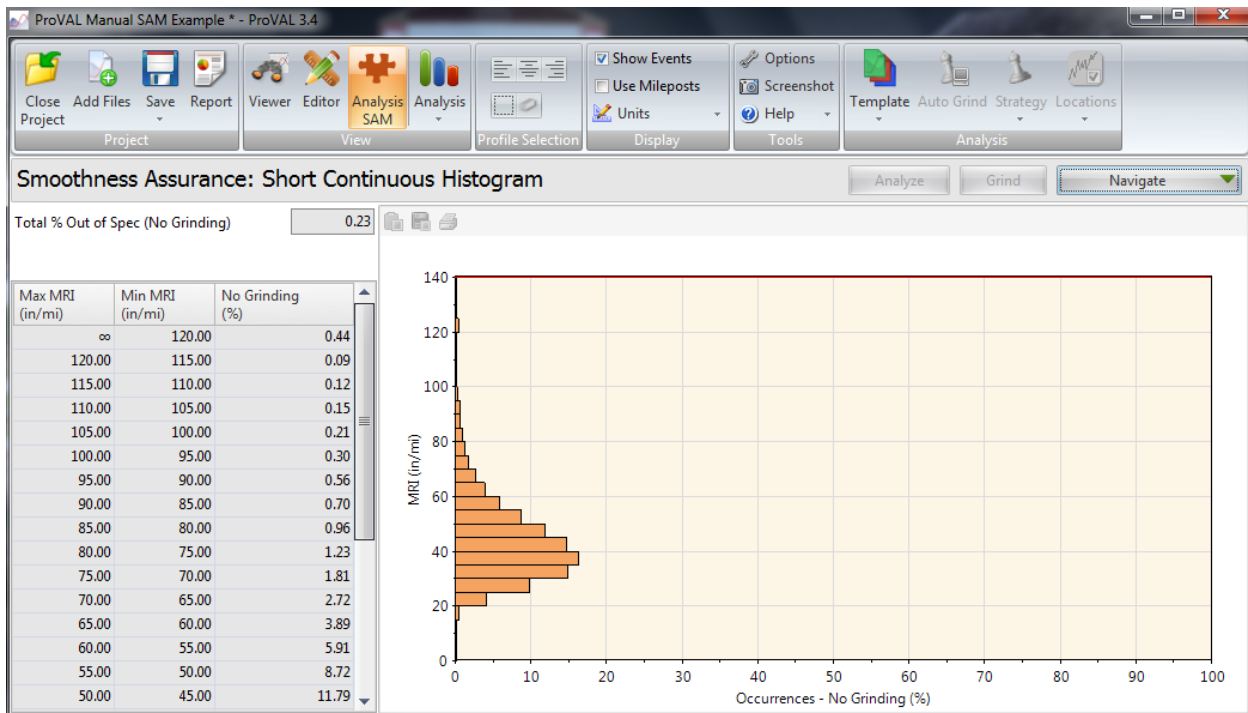 ProVAL Manual SAM Example * - ProVAL 3.4
Close Project
Add Files
Save
Report
Project
Viewer
Editor
Analysis SAM
Analysis
View
Profile Selection
Show Events
Use Mileposts
Units
Display
Options
Screenshot
Help
Tools
Template
Auto Grind
Strategy
Locations
Analysis
Smoothness Assurance: Short Continuous Histogram
Analyze
Grind
Navigate
Total % Out of Spec (No Grinding) 0.23
Max MRI (in/mi) Min MRI (in/mi) No Grinding (%)
∞ 120.00 0.44
120.00 115.00 0.09
115.00 110.00 0.12
110.00 105.00 0.15
105.00 100.00 0.21
100.00 95.00 0.30
95.00 90.00 0.56
90.00 85.00 0.70
85.00 80.00 0.96
80.00 75.00 1.23
75.00 70.00 1.81
70.00 65.00 2.72
65.00 60.00 3.89
60.00 55.00 5.91
55.00 50.00 8.72
50.00 45.00 11.79
MRI (in/mi)
140
120
100
80
60
40
20
0
0 10 20 30 40 50 60 70 80 90 100
Occurrences - No Grinding (%)